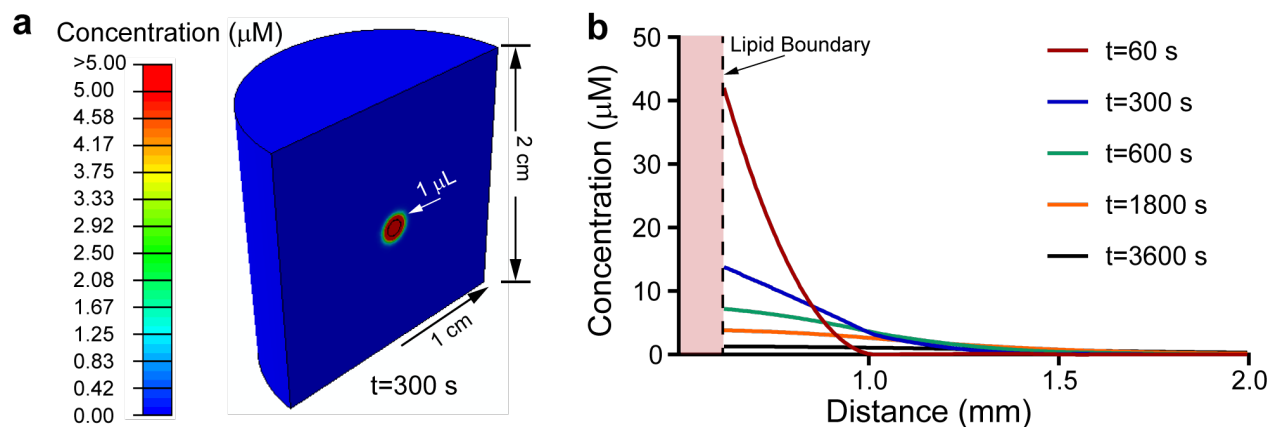 a
Concentration (μM)
>5.00
5.00
4.58
4.17
3.75
3.33
2.92
2.50
2.08
1.67
1.25
0.83
0.42
0.00
1 μL
2 cm
1 cm
t=300 s
b
Concentration (μM)
50
40
30
20
10
0
Lipid Boundary
t=60 s
t=300 s
t=600 s
t=1800 s
t=3600 s
1.0
1.5
2.0
Distance (mm)